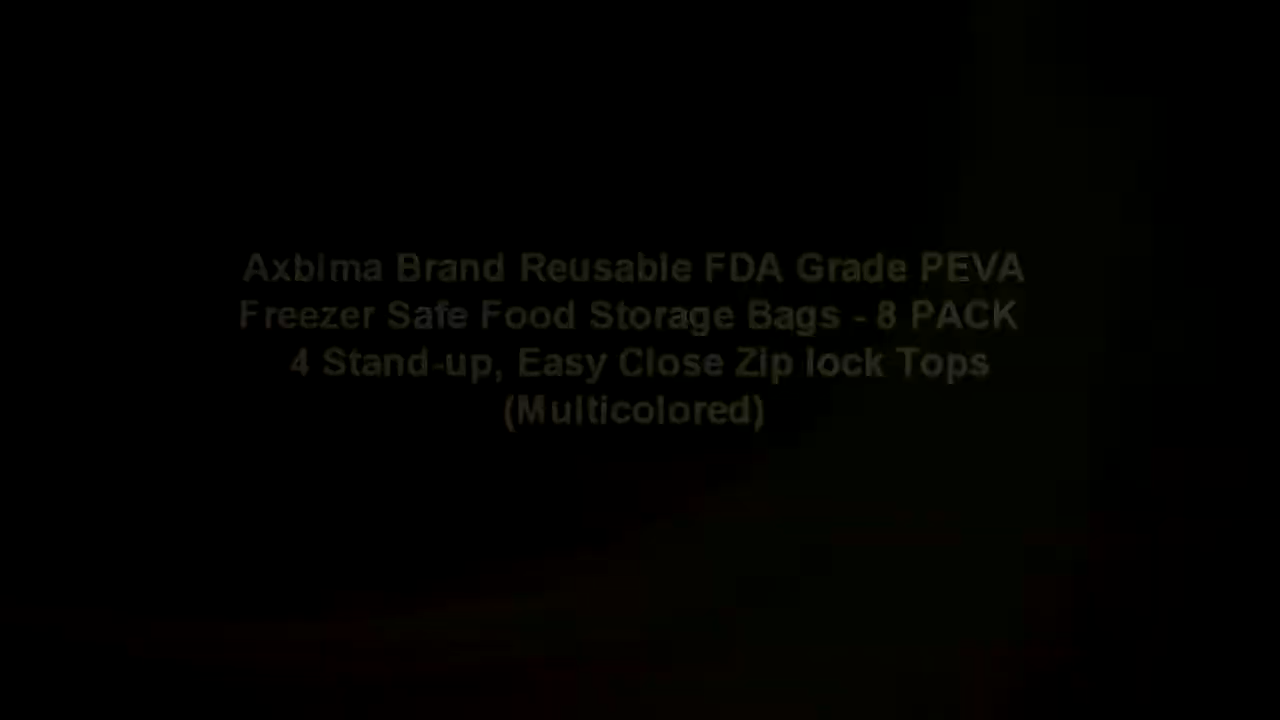 Axbima Brand Reusable FDA Grade PEVA
Freezer Safe Food Storage Bags - 8 PACK
4 Stand-up, Easy Close Zip lock Tops
(Multicolored)